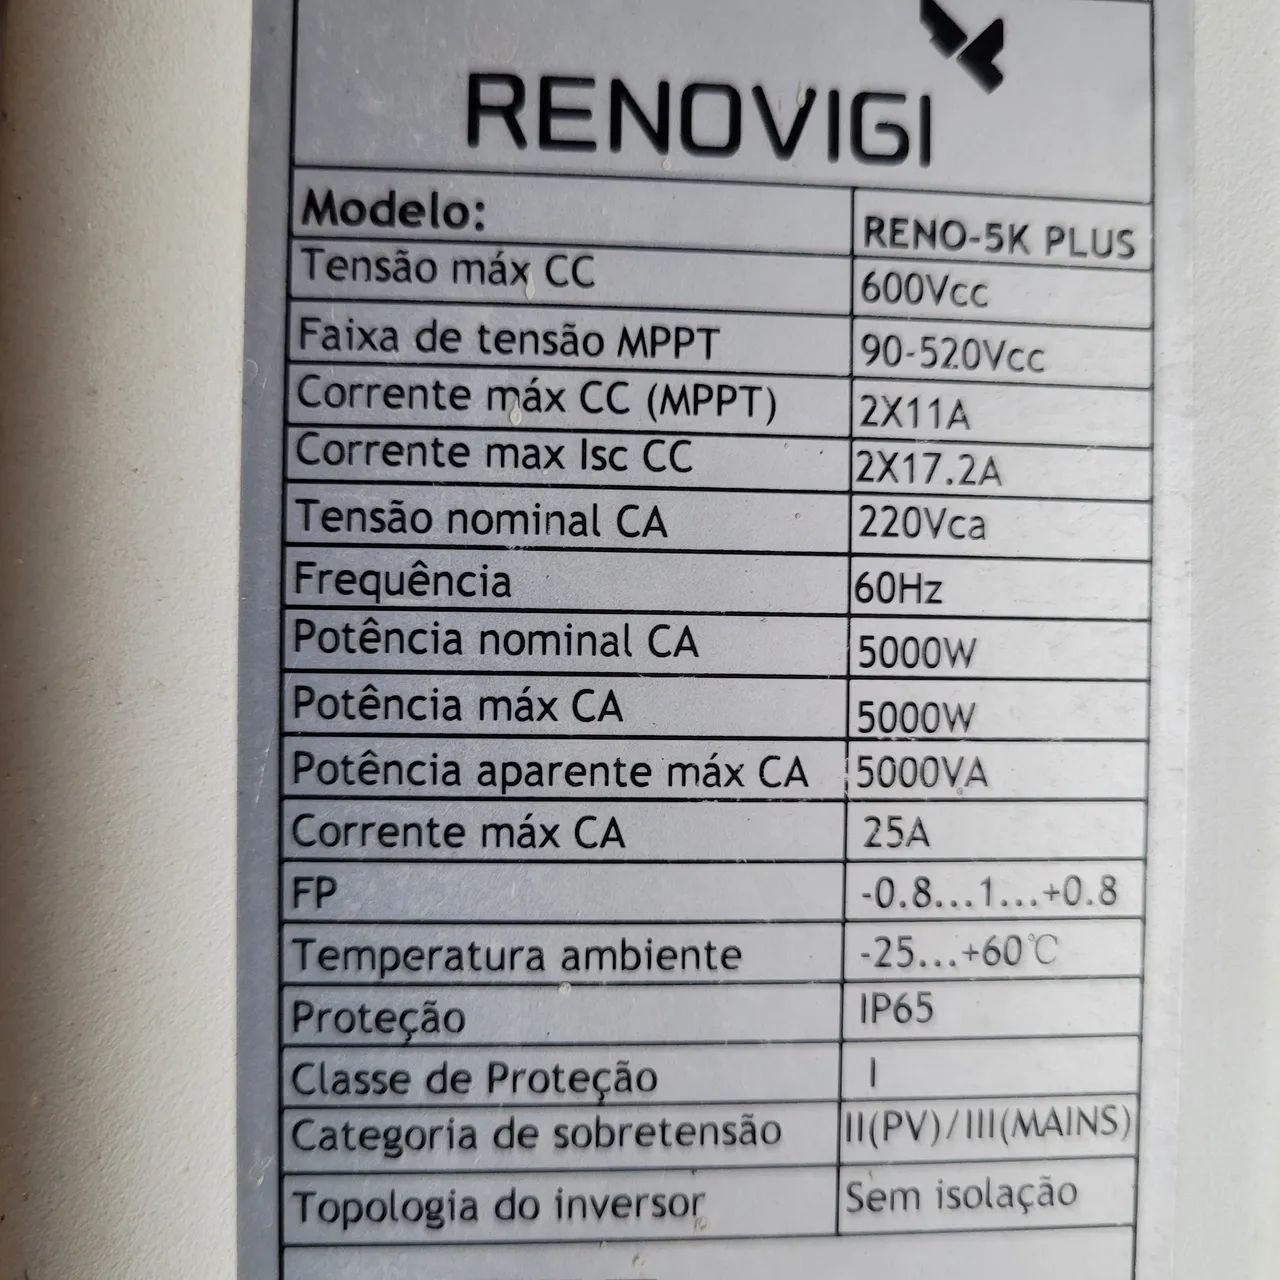 RENOVIGI
Modelo: RENO-5K PLUS
Tensão máx CC 600Vcc
Faixa de tensão MPPT 90-520Vcc
Corrente máx CC (MPPT) 2X11A
Corrente max Isc CC 2X17.2A
Tensão nominal CA 220Vca
Frequência 60Hz
Potência nominal CA 5000W
Potência máx CA 5000W
Potência aparente máx CA 5000VA
Corrente máx CA 25A
FP -0.8...1...+0.8
Temperatura ambiente -25...+60℃
Proteção IP65
Classe de Proteção I
Categoria de sobretensão II(PV)/III(MAINS)
Topologia do inversor Sem isolação